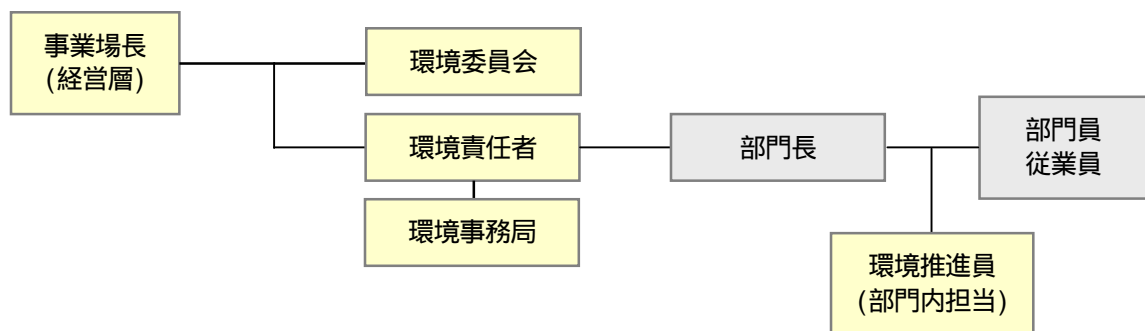 事業場長
(経営層)
環境委員会
環境責任者
環境事務局
部門長
部門員
従業員
環境推進員
(部門内担当)